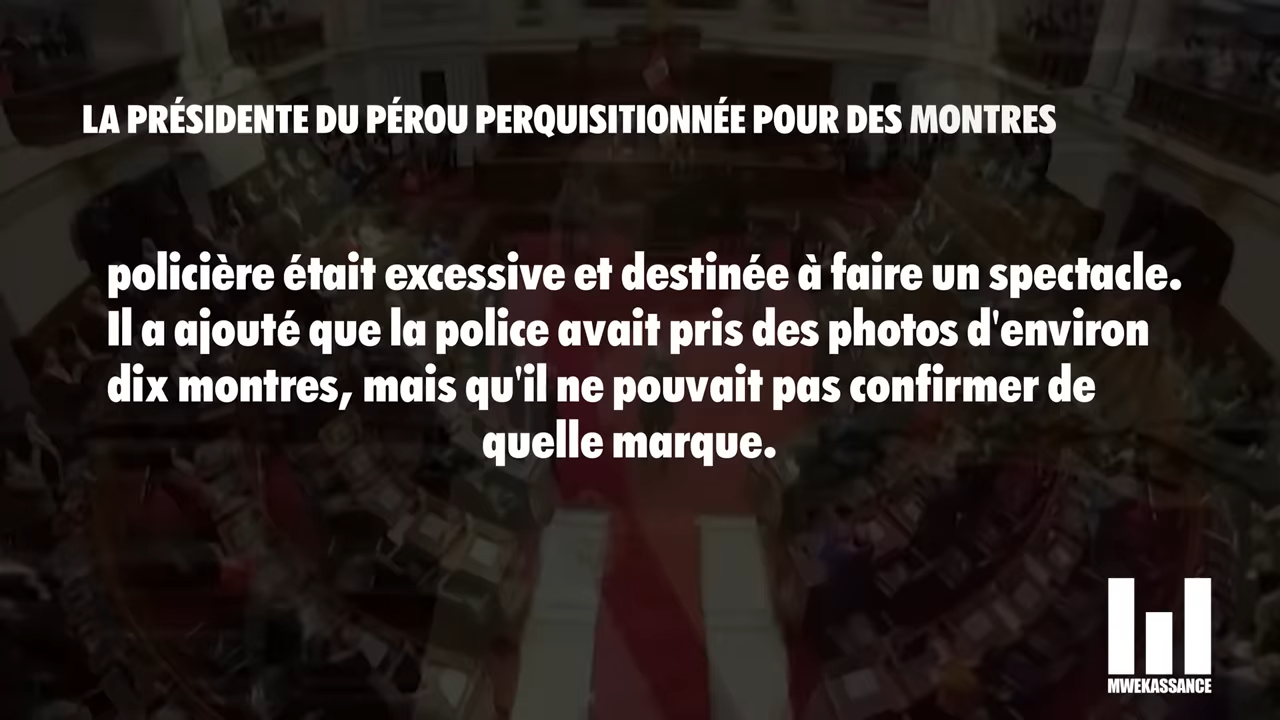 LA PRÉSIDENTE DU PÉROU PERQUISITIONNÉE POUR DES MONTRES
policière était excessive et destinée à faire un spectacle.
Il a ajouté que la police avait pris des photos d'environ
dix montres, mais qu'il ne pouvait pas confirmer de
quelle marque.
MWEKASSANCE